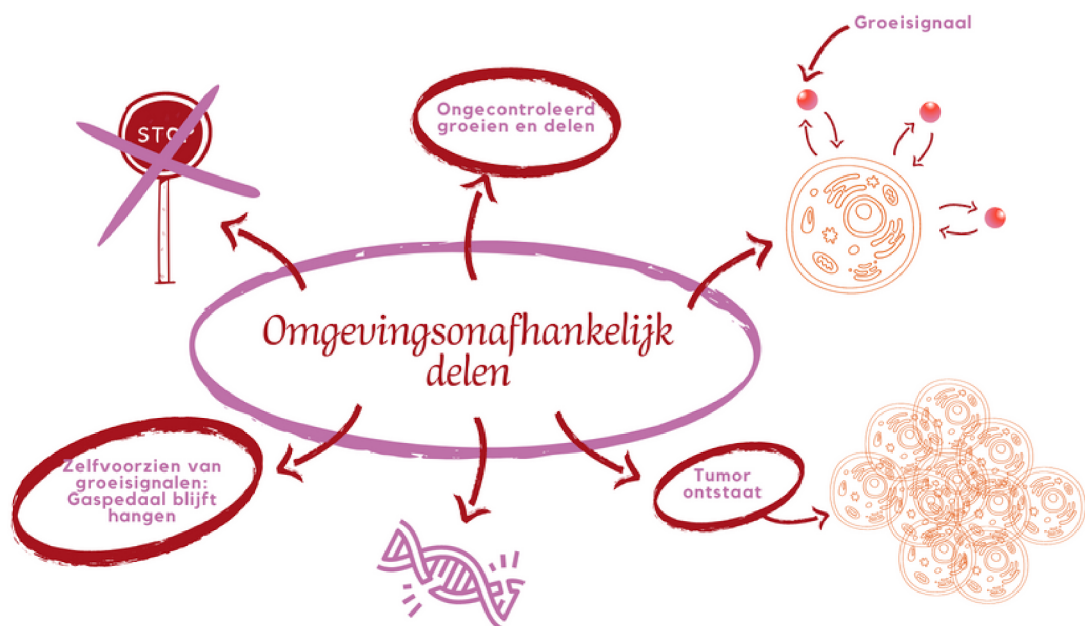 Groeisignaal
STOP
Ongecontroleerd
groeien en delen
Omgevingsonafhankelijk
delen
Zelfvoorzien van
groeisignalen:
Gaspedaal blijft
hangen
Tumor
ontstaat